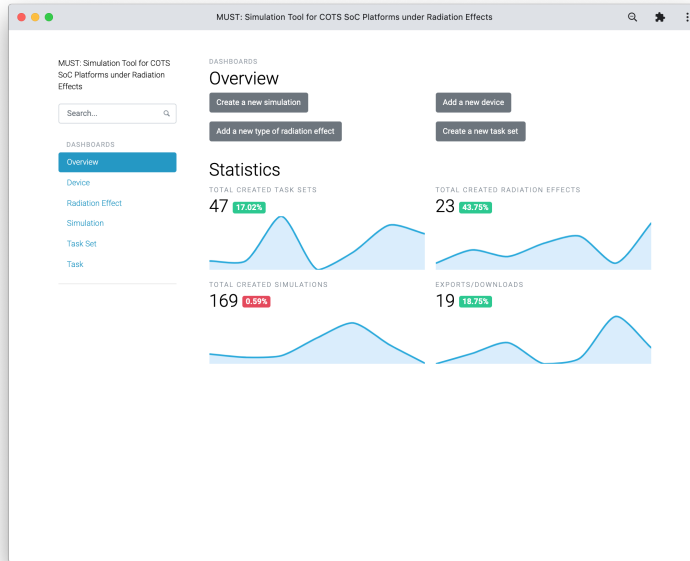 MUST: Simulation Tool for COTS SoC Platforms under Radiation Effects
MUST: Simulation Tool for COTS
SoC Platforms under Radiation
Effects
Search...
DASHBOARDS
Overview
Device
Radiation Effect
Simulation
Task Set
Task
DASHBOARDS
Overview
Create a new simulation
Add a new device
Add a new type of radiation effect
Create a new task set
Statistics
TOTAL CREATED TASK SETS
47 17.02%
TOTAL CREATED RADIATION EFFECTS
23 43.75%
TOTAL CREATED SIMULATIONS
169 0.59%
EXPORTS/DOWNLOADS
19 18.75%